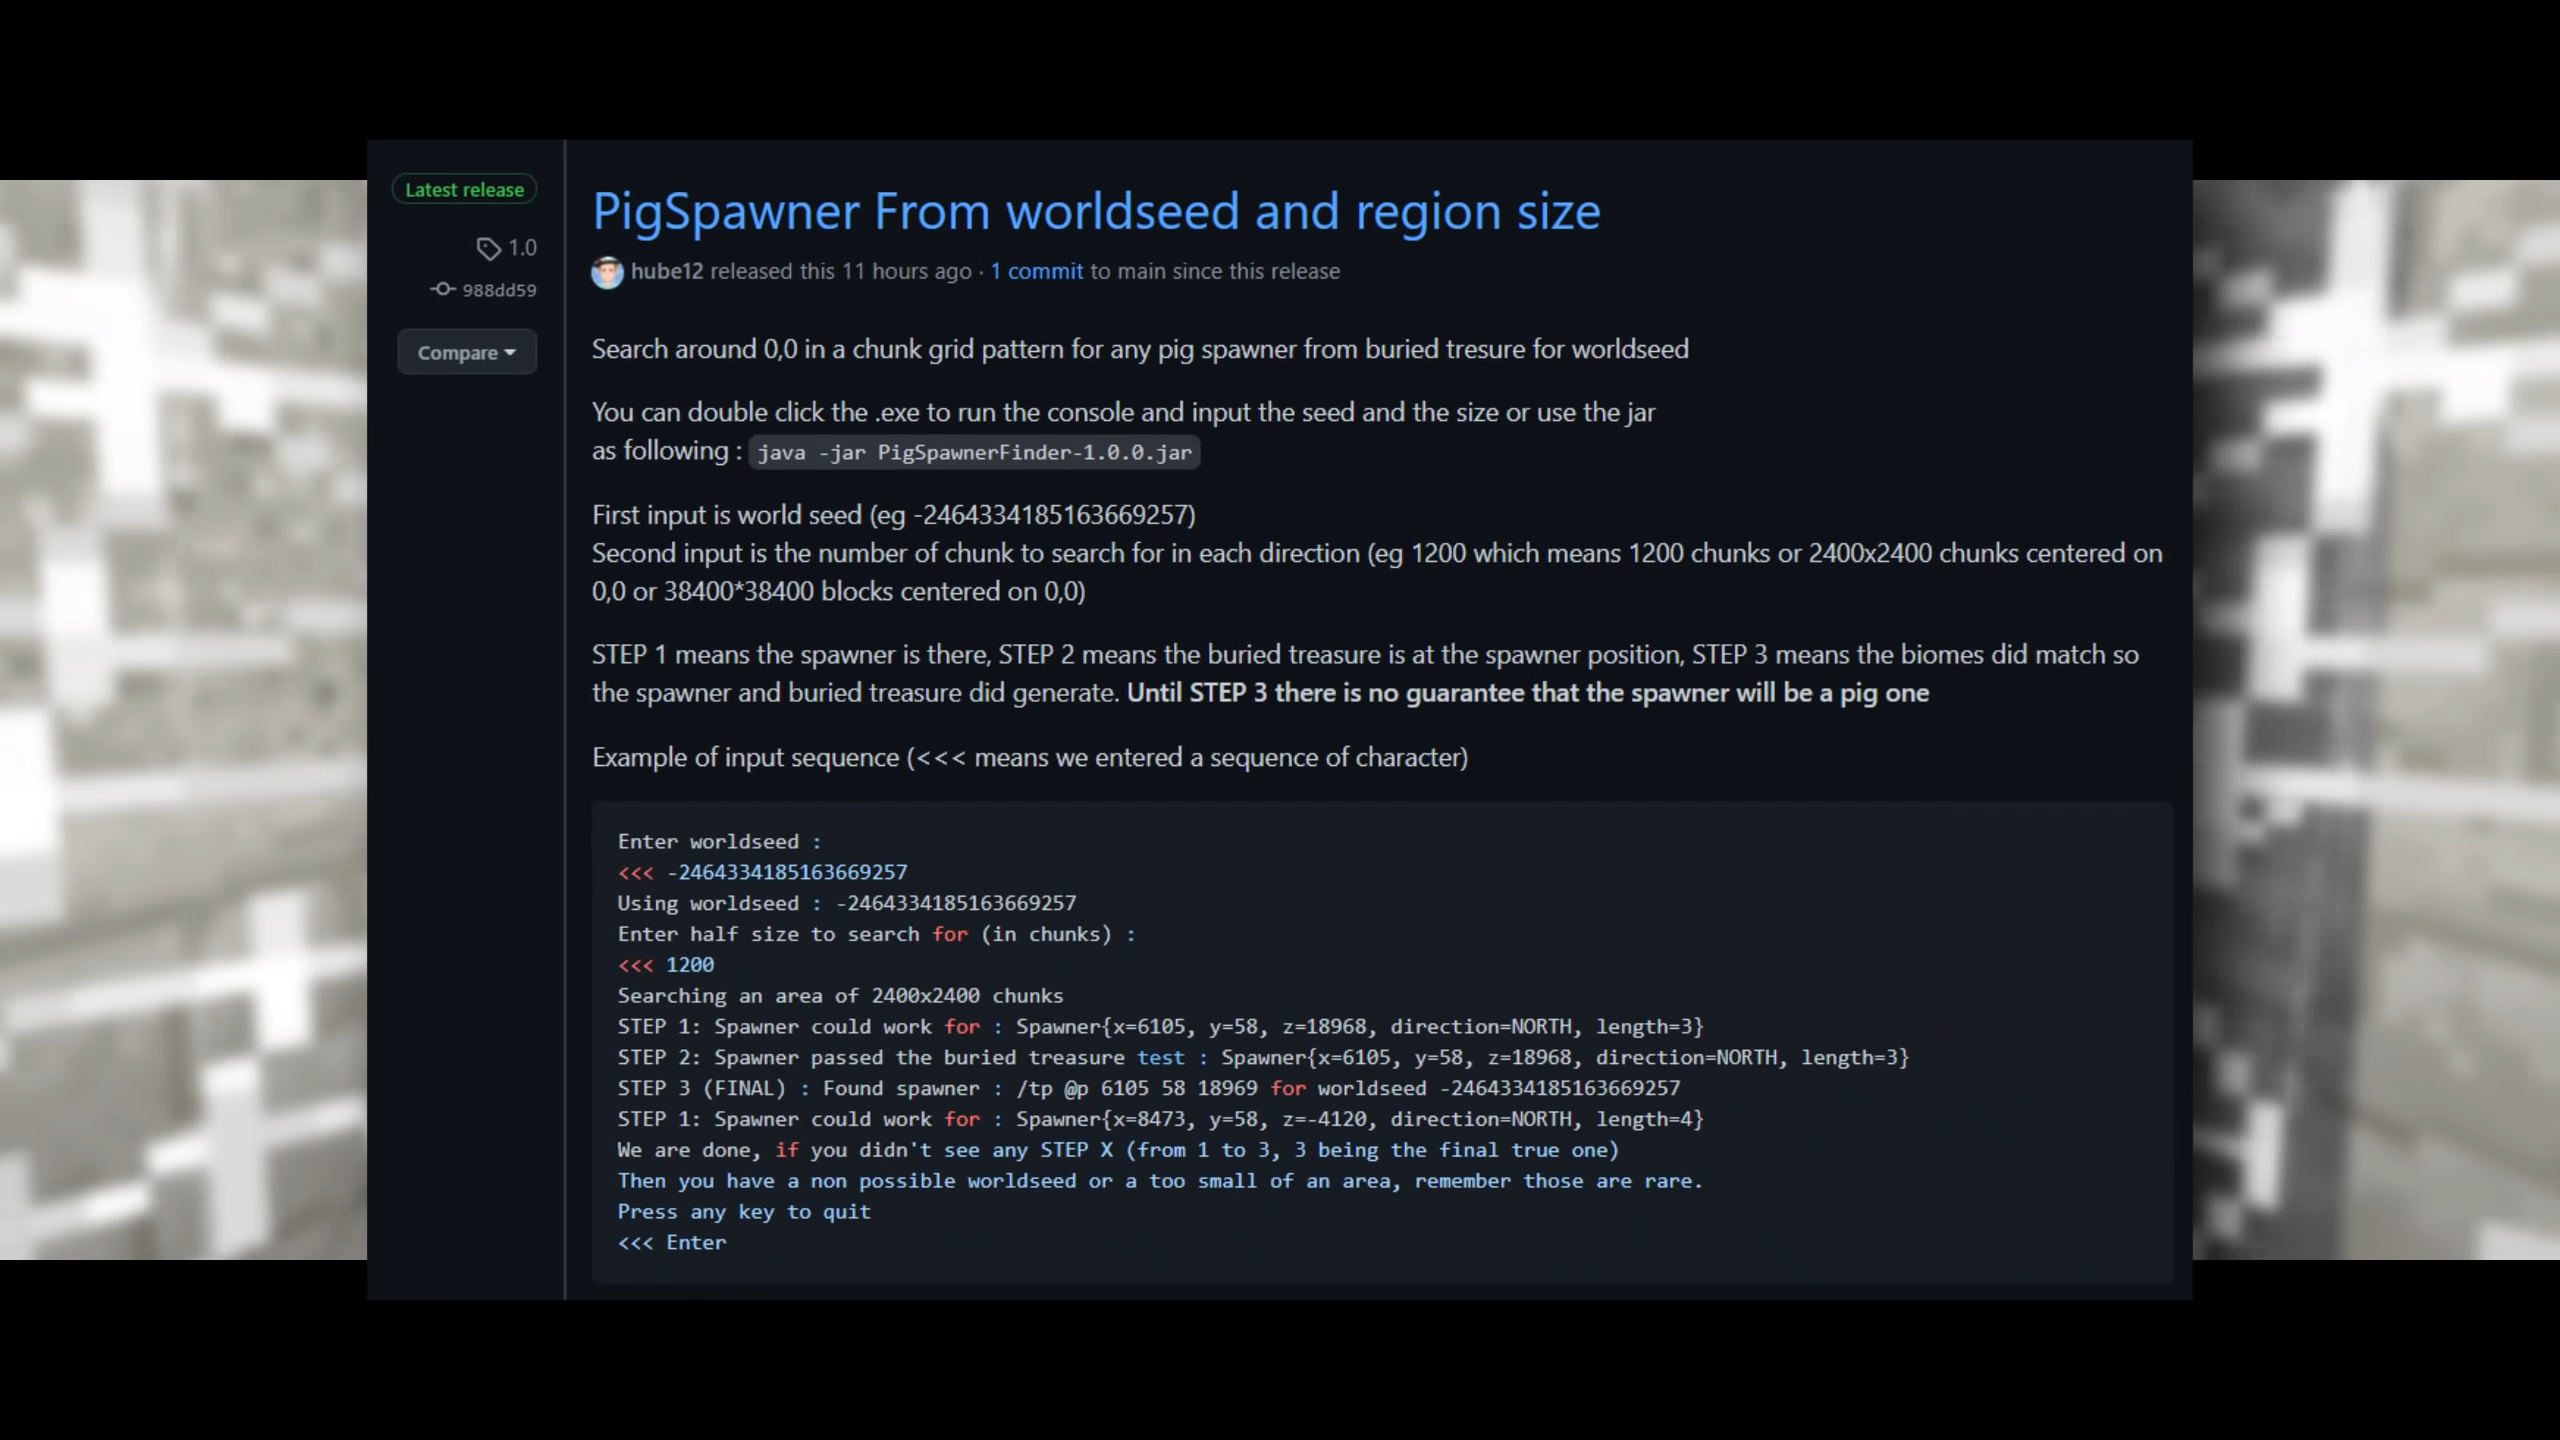 Latest release
1.0
988dd59
Compare
PigSpawner From worldseed and region size
hube12 released this 11 hours ago · 1 commit to main since this release
Search around 0,0 in a chunk grid pattern for any pig spawner from buried tresure for worldseed
You can double click the .exe to run the console and input the seed and the size or use the jar
as following : java -jar PigSpawnerFinder-1.0.0.jar
First input is world seed (eg -2464334185163669257)
Second input is the number of chunk to search for in each direction (eg 1200 which means 1200 chunks or 2400x2400 chunks centered on
0,0 or 38400*38400 blocks centered on 0,0)
STEP 1 means the spawner is there, STEP 2 means the buried treasure is at the spawner position, STEP 3 means the biomes did match so
the spawner and buried treasure did generate. Until STEP 3 there is no guarantee that the spawner will be a pig one
Example of input sequence (<<< means we entered a sequence of character)
Enter worldseed :
<<< -2464334185163669257
Using worldseed : -2464334185163669257
Enter half size to search for (in chunks) :
<<< 1200
Searching an area of 2400x2400 chunks
STEP 1: Spawner could work for : Spawner{x=6105, y=58, z=18968, direction=NORTH, length=3}
STEP 2: Spawner passed the buried treasure test : Spawner{x=6105, y=58, z=18968, direction=NORTH, length=3}
STEP 3 (FINAL) : Found spawner : /tp @p 6105 58 18969 for worldseed -2464334185163669257
STEP 1: Spawner could work for : Spawner{x=8473, y=58, z=-4120, direction=NORTH, length=4}
We are done, if you didn't see any STEP X (from 1 to 3, 3 being the final true one)
Then you have a non possible worldseed or a too small of an area, remember those are rare.
Press any key to quit
<<< Enter